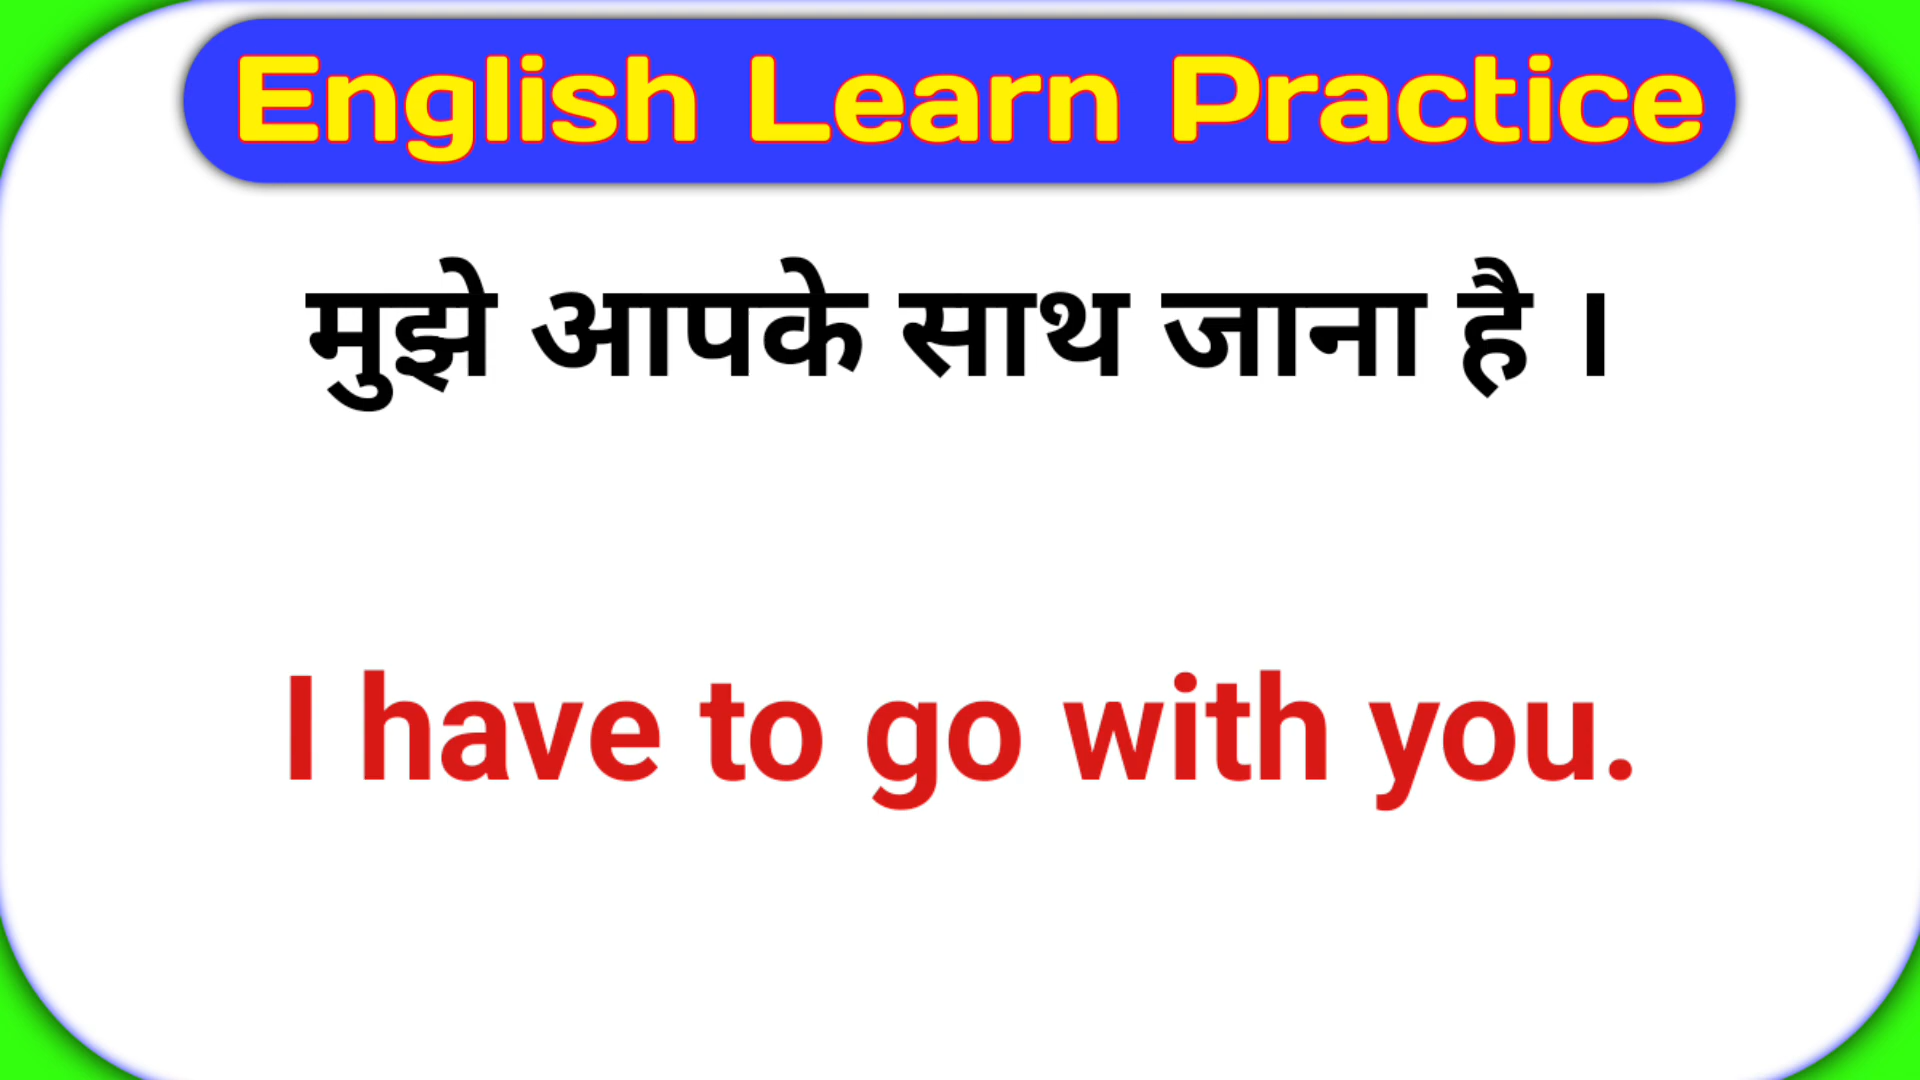 English Learn Practice
मुझे आपके साथ जाना है ।
I have to go with you.